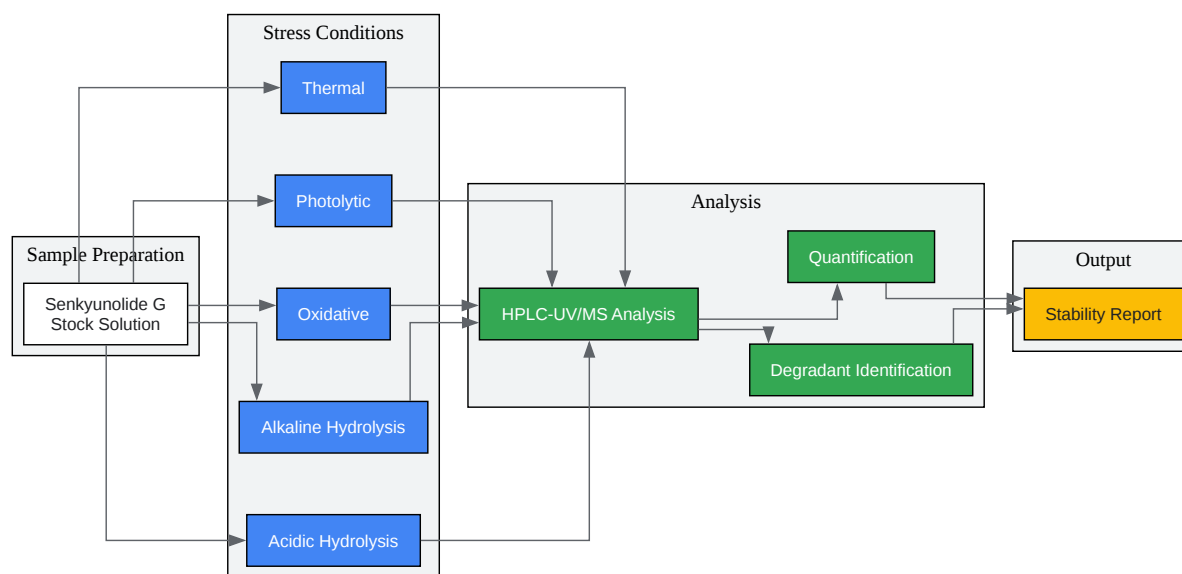 Stress Conditions
Thermal
Photolytic
Analysis
Sample Preparation
Quantification
Output
Senkyunolide G
Stock Solution
Oxidative
HPLC-UV/MS Analysis
Stability Report
Degradant Identification
Alkaline Hydrolysis
Acidic Hydrolysis